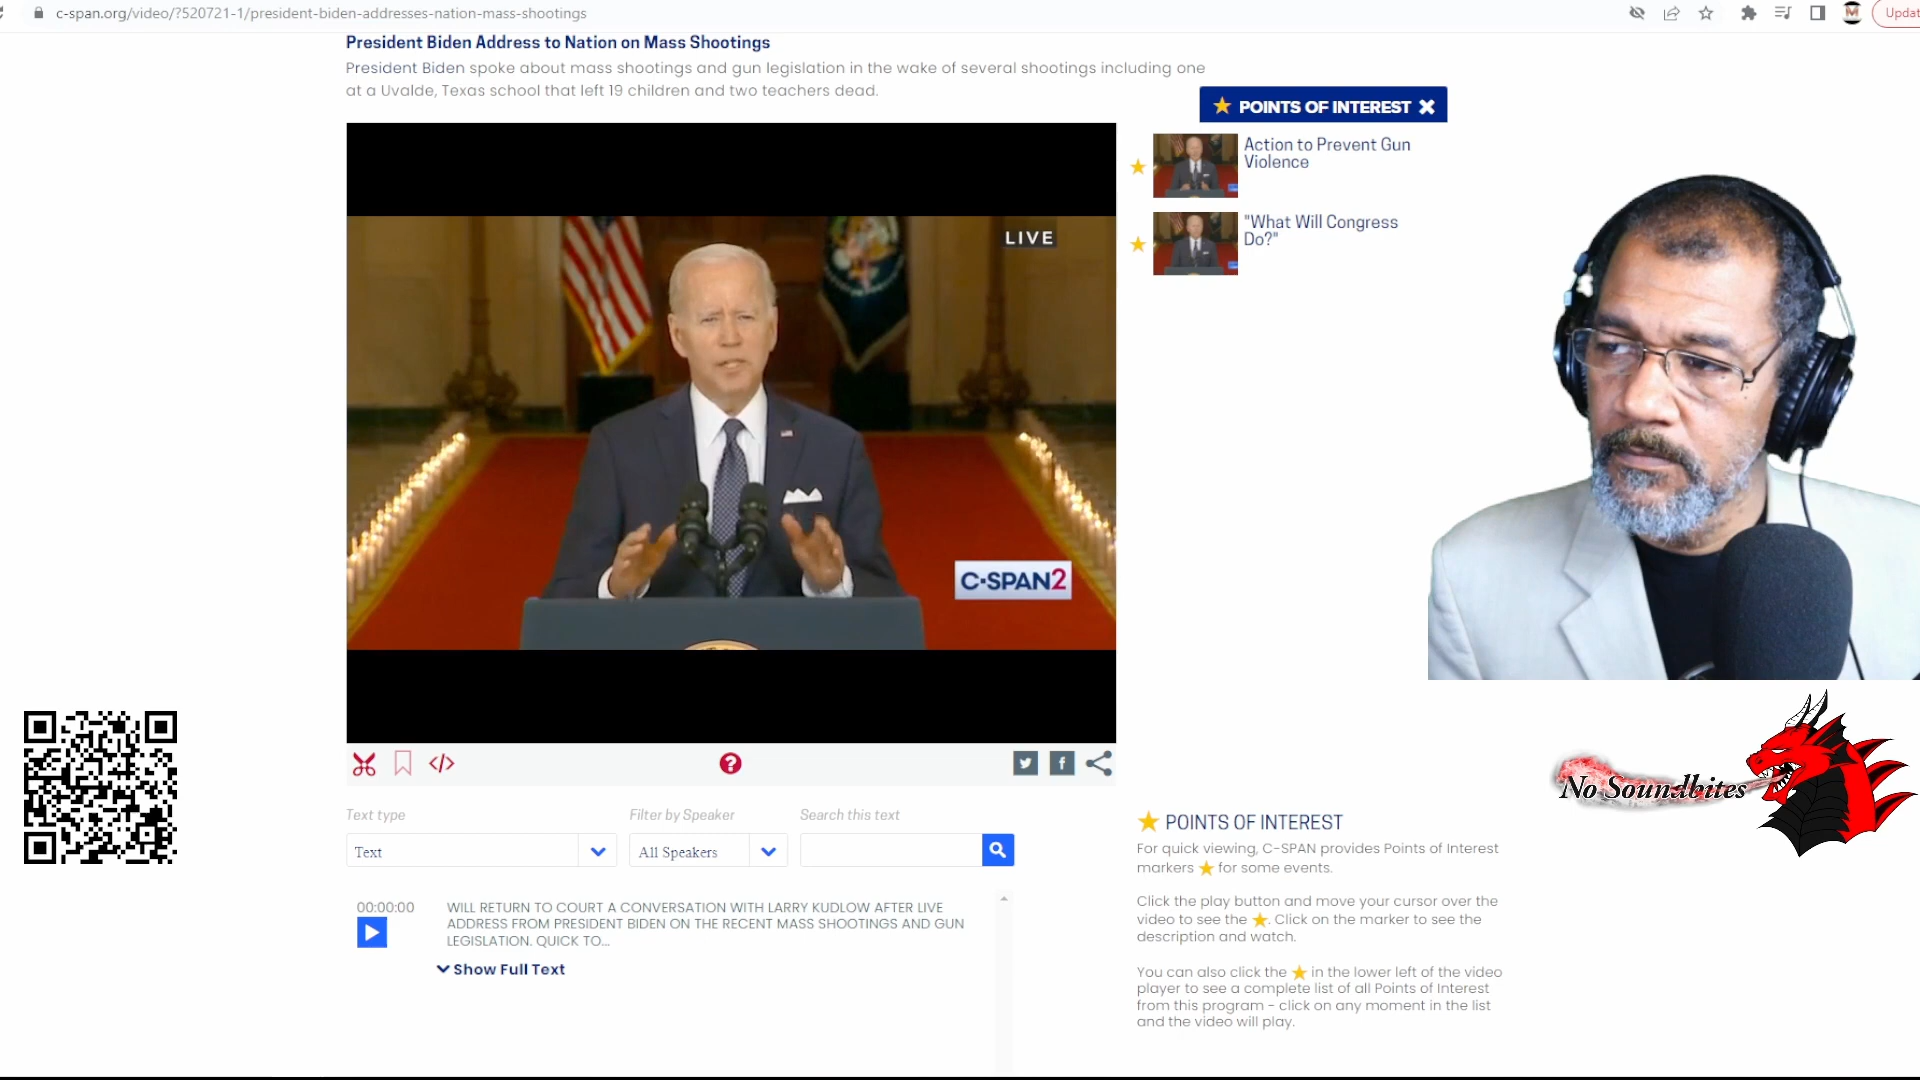 c-span.org/video/?520721-1/president-biden-addresses-nation-mass-shootings
Updat
President Biden Address to Nation on Mass Shootings
President Biden spoke about mass shootings and gun legislation in the wake of several shootings including one
at a Uvalde, Texas school that left 19 children and two teachers dead.
POINTS OF INTEREST
Action to Prevent Gun
Violence
"What Will Congress
Do?"
LIVE
C-SPAN2
No Soundbites
Text type
Filter by Speaker
Search this text
Text
All Speakers
00:00:00
WILL RETURN TO COURT A CONVERSATION WITH LARRY KUDLOW AFTER LIVE
ADDRESS FROM PRESIDENT BIDEN ON THE RECENT MASS SHOOTINGS AND GUN
LEGISLATION. QUICK TO...
Show Full Text
POINTS OF INTEREST
For quick viewing, C-SPAN provides Points of Interest
markers for some events.
Click the play button and move your cursor over the
video to see the . Click on the marker to see the
description and watch.
You can also click the in the lower left of the video
player to see a complete list of all Points of Interest
from this program - click on any moment in the list
and the video will play.